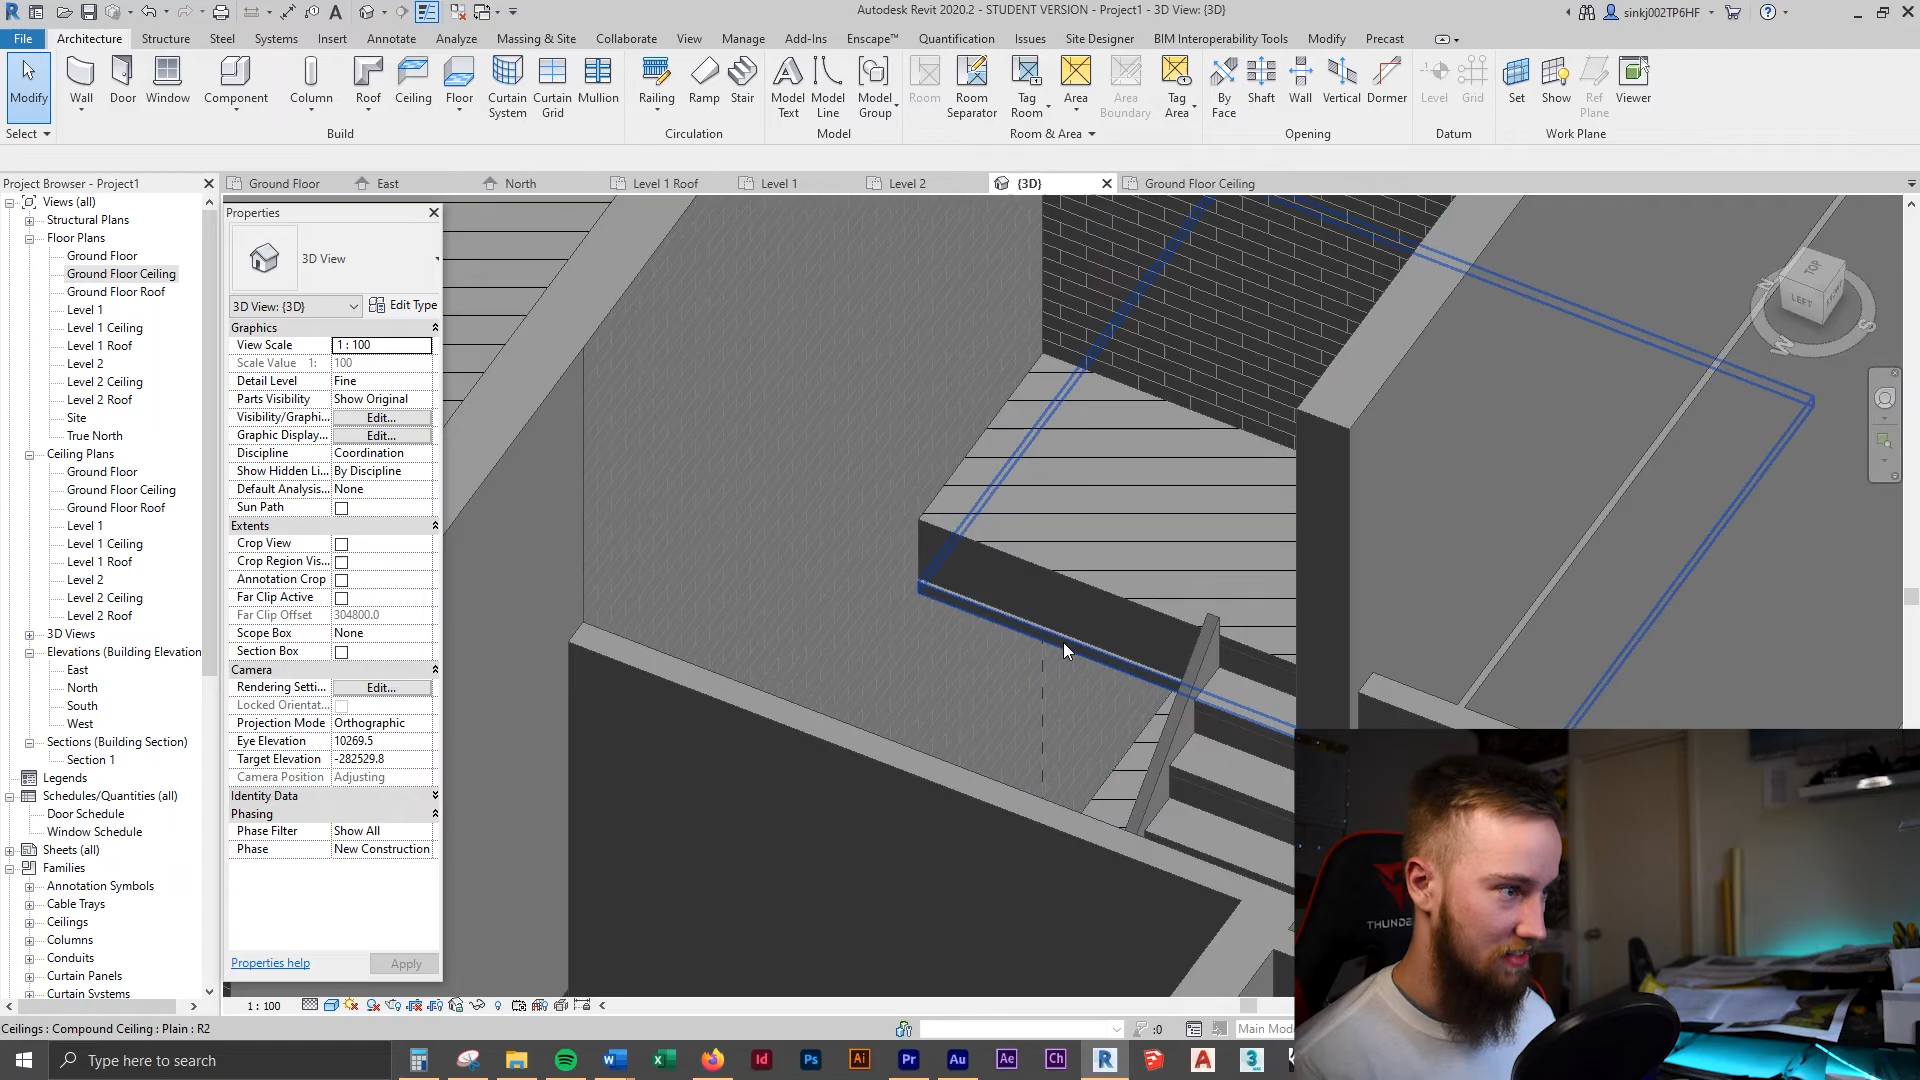 Autodesk Revit 2020.2 - STUDENT VERSION - Project1 - 3D View: {3D}
sinkj002TP6HF
File
Architecture
Structure
Steel
Systems
Insert
Annotate
Analyze
Massing & Site
Collaborate
View
Manage
Add-Ins
Enscape™
Quantification
Issues
Site Designer
BIM Interoperability Tools
Modify
Precast
Modify
Wall
Door
Window
Component
Column
Roof
Ceiling
Floor
Curtain System
Curtain Grid
Mullion
Railing
Ramp
Stair
Model Text
Model Line
Model Group
Room
Room Separator
Tag Room
Area
Area Boundary
Tag Area
By Face
Shaft
Wall
Vertical
Dormer
Level
Grid
Set
Show
Ref Plane
Viewer
Select
Build
Circulation
Model
Room & Area
Opening
Datum
Work Plane
Project Browser - Project1
Ground Floor
East
North
Level 1 Roof
Level 1
Level 2
{3D}
Ground Floor Ceiling
Views (all)
Structural Plans
Floor Plans
Ground Floor
Ground Floor Ceiling
Ground Floor Roof
Level 1
Level 1 Ceiling
Level 1 Roof
Level 2
Level 2 Ceiling
Level 2 Roof
Site
True North
Ceiling Plans
Ground Floor
Ground Floor Ceiling
Ground Floor Roof
Level 1
Level 1 Ceiling
Level 1 Roof
Level 2
Level 2 Ceiling
Level 2 Roof
3D Views
Elevations (Building Elevation
East
North
South
West
Sections (Building Section)
Section 1
Legends
Schedules/Quantities (all)
Door Schedule
Window Schedule
Sheets (all)
Families
Annotation Symbols
Cable Trays
Ceilings
Columns
Conduits
Curtain Panels
Curtain Systems
Properties
3D View
3D View: {3D}
Edit Type
Graphics
View Scale 1 : 100
Scale Value 1: 100
Detail Level Fine
Parts Visibility Show Original
Visibility/Graphi... Edit...
Graphic Display... Edit...
Discipline Coordination
Show Hidden Li... By Discipline
Default Analysis... None
Sun Path
Extents
Crop View
Crop Region Vis...
Annotation Crop
Far Clip Active
Far Clip Offset 304800.0
Scope Box None
Section Box
Camera
Rendering Setti... Edit...
Locked Orientat...
Projection Mode Orthographic
Eye Elevation 10269.5
Target Elevation -282529.8
Camera Position Adjusting
Identity Data
Phasing
Phase Filter Show All
Phase New Construction
Properties help
Apply
TOP
LEFT
N
W
S
THUNDE
1 : 100
Ceilings : Compound Ceiling : Plain : R2
:0
Main Mod
Type here to search
Id
Ps
Ai
Pr
Au
Ae
Ch
R
A
3